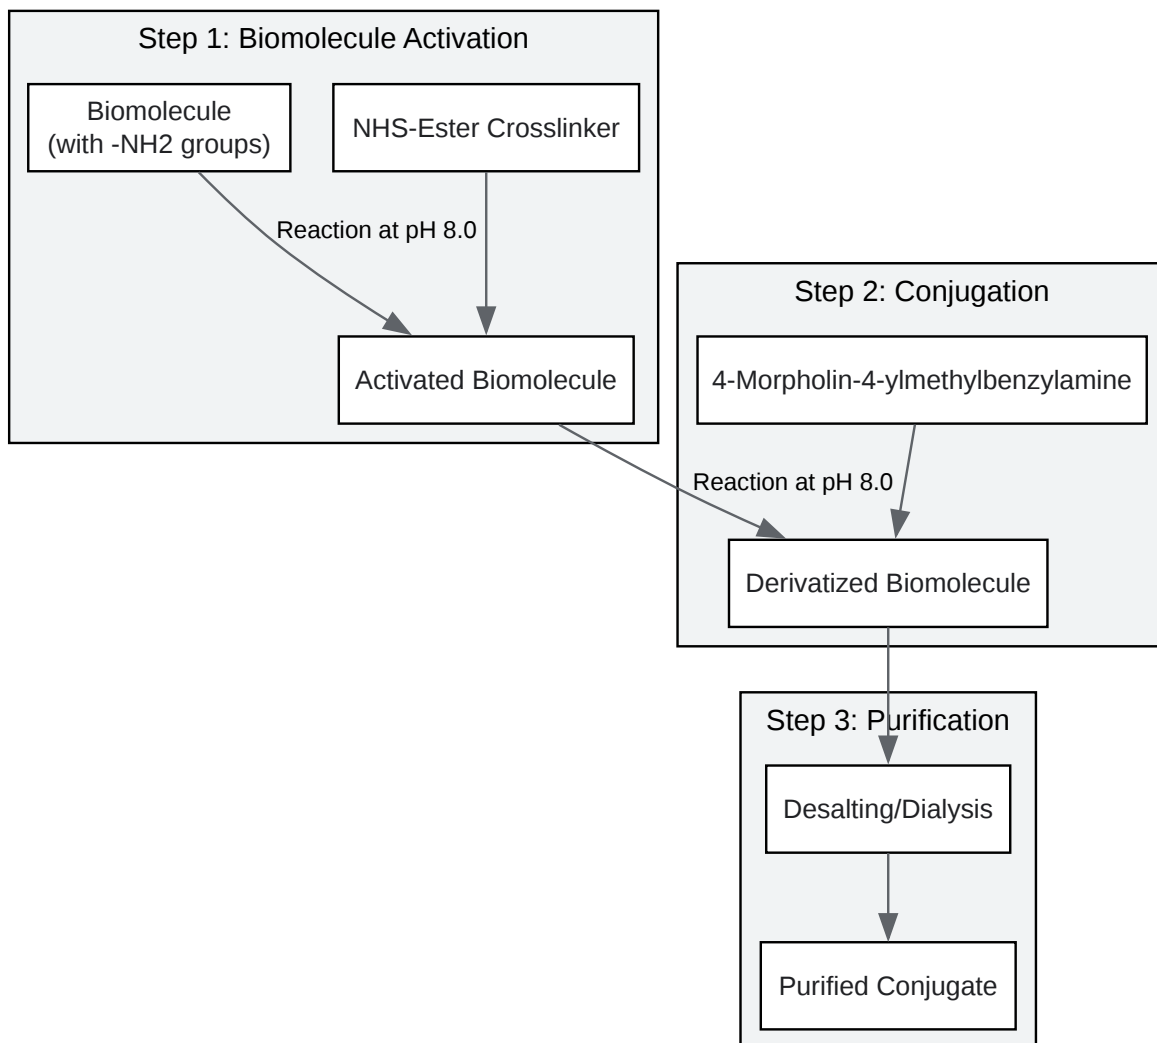 Step 1: Biomolecule Activation
Biomolecule
(with -NH2 groups)
NHS-Ester Crosslinker
Reaction at pH 8.0
Activated Biomolecule
Step 2: Conjugation
4-Morpholin-4-ylmethylbenzylamine
Reaction at pH 8.0
Derivatized Biomolecule
Step 3: Purification
Desalting/Dialysis
Purified Conjugate